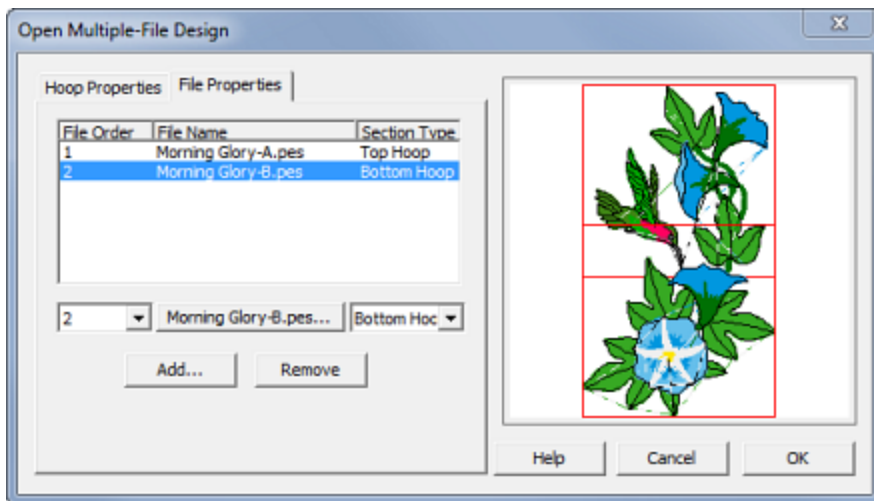 Open Multiple-File Design
Hoop Properties File Properties
File Order File Name Section Type
1 Morning Glory-A.pes Top Hoop
2 Morning Glory-B.pes Bottom Hoop
2 Morning Glory-B.pes... Bottom Hoc
Add... Remove
Help Cancel OK